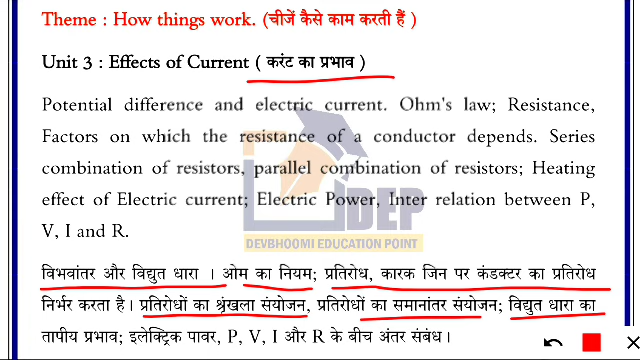 Theme : How things work. (चीजें कैसे काम करती हैं )
Unit 3 : Effects of Current ( करंट का प्रभाव )
Potential difference and electric current. Ohm's law; Resistance,
Factors on which the resistance of a conductor depends. Series
combination of resistors, parallel combination of resistors; Heating
effect of Electric current; Electric Power, Inter relation between P,
V, I and R.
DEP
DEVBHOOMI EDUCATION POINT
विभवांतर और विद्युत धारा । ओम का नियम; प्रतिरोध, कारक जिन पर कंडक्टर का प्रतिरोध
निर्भर करता है। प्रतिरोधों का श्रृंखला संयोजन, प्रतिरोधों का समानांतर संयोजन; विद्युत धारा का
तापीय प्रभाव; इलेक्ट्रिक पावर, P, V, I और R के बीच अंतर संबंध।